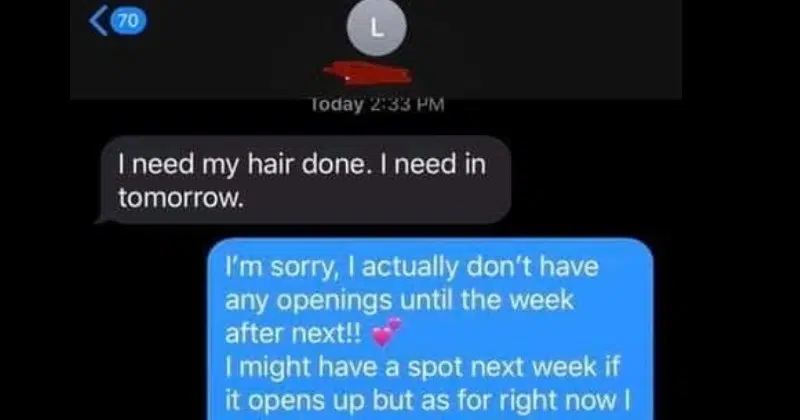 70
L
Today 2:33 PM
I need my hair done. I need in
tomorrow.
I'm sorry, I actually don't have
any openings until the week
after next!! 💕
I might have a spot next week if
it opens up but as for right now I